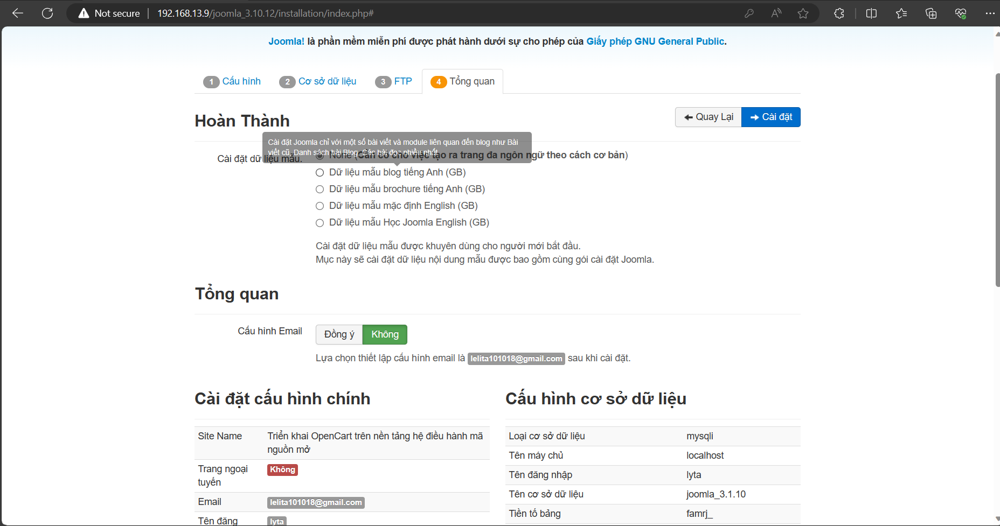 Not secure
192.168.13.9/joomla_3.10.12/installation/index.php#
Joomla! là phần mềm miễn phí được phát hành dưới sự cho phép của Giấy phép GNU General Public.
1 Cấu hình 2 Cơ sở dữ liệu 3 FTP 4 Tổng quan
Hoàn Thành
Quay Lại Cài đặt
Cài đặt Joomla chỉ với một số bài viết và module liên quan đến blog như Bài
viết cũ, Danh sách bài Blog, Các bài đọc nhiều nhất.
Cài đặt dữ liệu mẫu.
None (Cần có cho việc tạo ra trang đa ngôn ngữ theo cách cơ bản)
Dữ liệu mẫu blog tiếng Anh (GB)
Dữ liệu mẫu brochure tiếng Anh (GB)
Dữ liệu mẫu mặc định English (GB)
Dữ liệu mẫu Học Joomla English (GB)
Cài đặt dữ liệu mẫu được khuyên dùng cho người mới bắt đầu.
Mục này sẽ cài đặt dữ liệu nội dung mẫu được bao gồm cùng gói cài đặt Joomla.
Tổng quan
Cấu hình Email Đồng ý Không
Lựa chọn thiết lập cấu hình email là lelita101018@gmail.com sau khi cài đặt.
Cài đặt cấu hình chính
Site Name Triển khai OpenCart trên nền tảng hệ điều hành mã
nguồn mở
Trang ngoại Không
tuyến
Email lelita101018@gmail.com
Tên đăng lyta
Cấu hình cơ sở dữ liệu
Loại cơ sở dữ liệu mysqli
Tên máy chủ localhost
Tên đăng nhập lyta
Tên cơ sở dữ liệu joomla_3.1.10
Tiền tố bảng famrj_